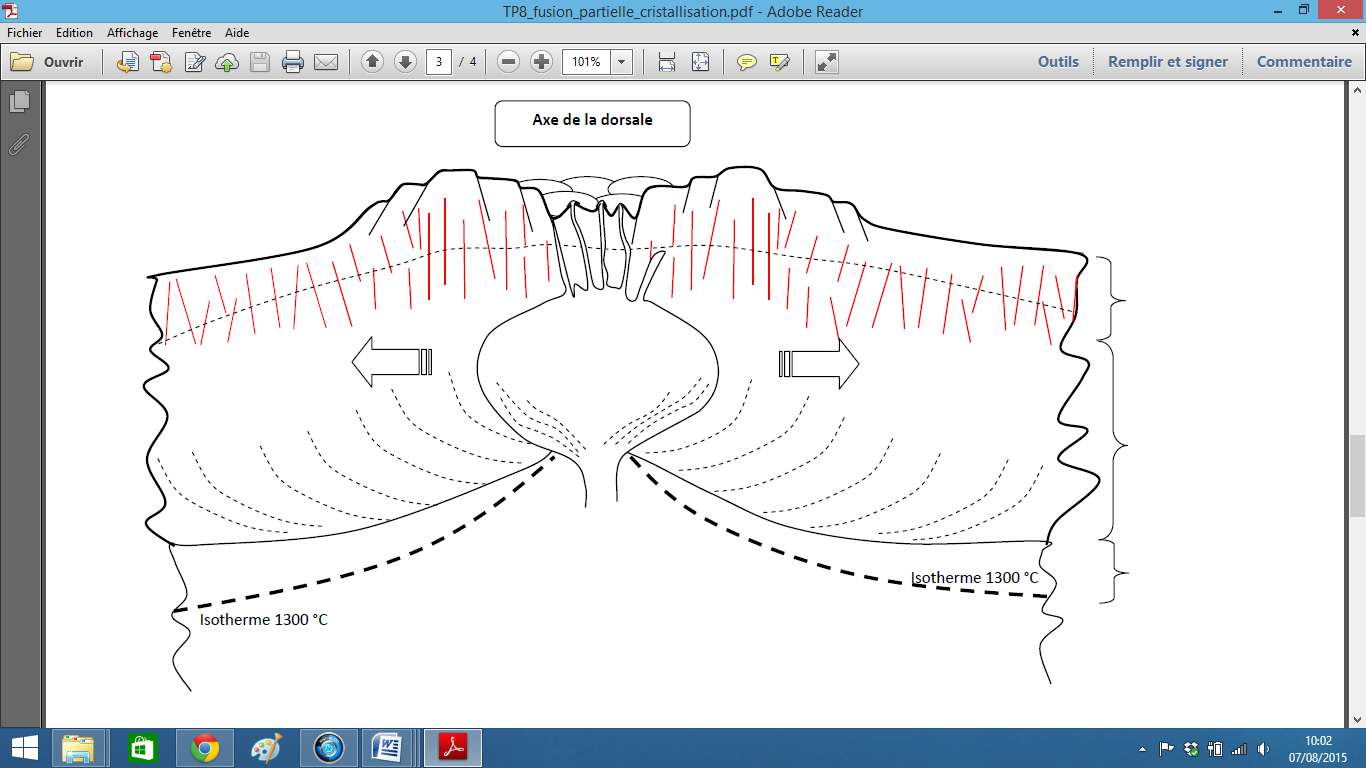 TP8_fusion_partielle_cristallisation.pdf - Adobe Reader
Fichier Edition Affichage Fenêtre Aide
Ouvrir 3 / 4 101% Outils Remplir et signer Commentaire
Axe de la dorsale
Isotherme 1300 °C
Isotherme 1300 °C
10:02
07/08/2015